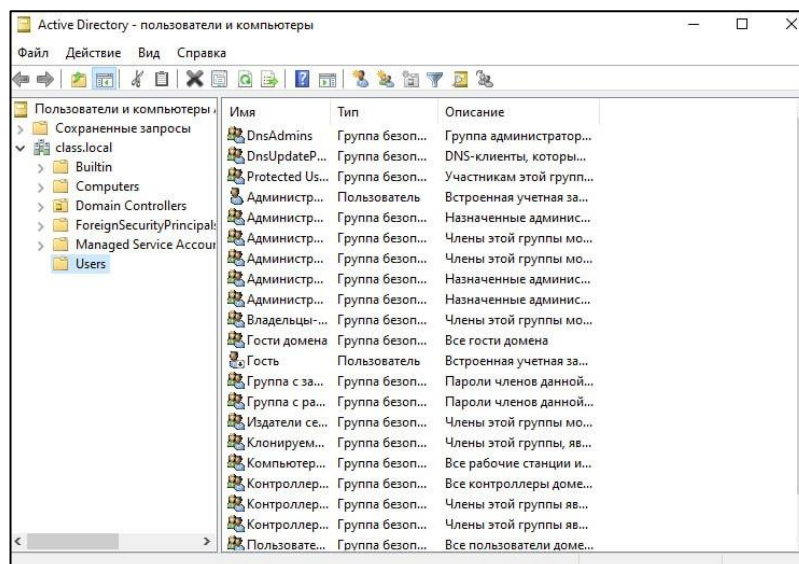 Active Directory - пользователи и компьютеры
Файл Действие Вид Справка
Пользователи и компьютеры
Сохраненные запросы
class.local
Builtin
Computers
Domain Controllers
ForeignSecurityPrincipals
Managed Service Accour
Users
Имя Тип Описание
DnsAdmins Группа безоп... Группа администратор...
DnsUpdateP... Группа безоп... DNS-клиенты, которы...
Protected Us... Группа безоп... Участникам этой групп...
Администр... Пользователь Встроенная учетная за...
Администр... Группа безоп... Назначенные админис...
Администр... Группа безоп... Члены этой группы мо...
Администр... Группа безоп... Члены этой группы мо...
Администр... Группа безоп... Назначенные админис...
Администр... Группа безоп... Назначенные админис...
Владельцы-... Группа безоп... Члены этой группы мо...
Гости домена Группа безоп... Все гости домена
Гость Пользователь Встроенная учетная за...
Группа с за... Группа безоп... Пароли членов данной...
Группа с ра... Группа безоп... Пароли членов данной...
Издатели се... Группа безоп... Члены этой группы мо...
Клонируем... Группа безоп... Члены этой группы, яв...
Компьютер... Группа безоп... Все рабочие станции и...
Контроллер... Группа безоп... Все контроллеры доме...
Контроллер... Группа безоп... Члены этой группы яв...
Контроллер... Группа безоп... Члены этой группы яв...
Пользовате... Группа безоп... Все пользователи доме...